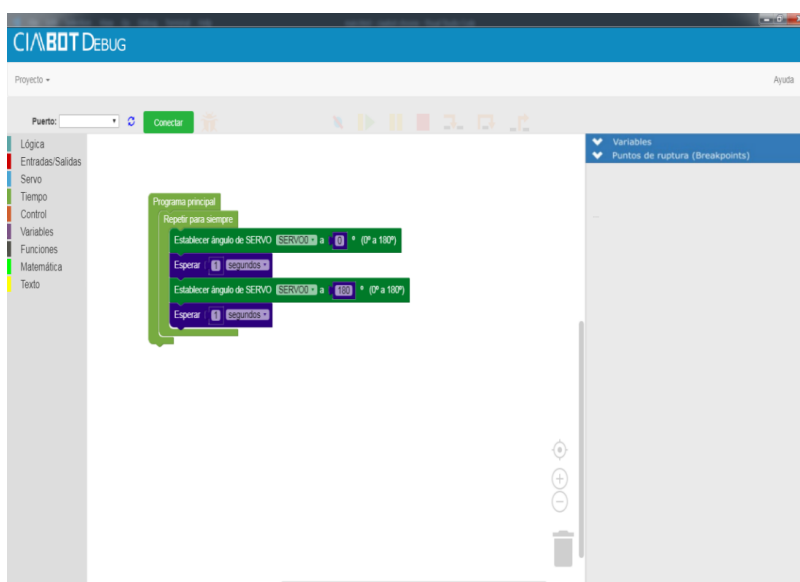 CIMBOT DEBUG
Proyecto
Ayuda
Puerto:
Conectar
Lógica
Entradas/Salidas
Servo
Tiempo
Control
Variables
Funciones
Matemática
Texto
Programa principal
Repetir para siempre
Establecer ángulo de SERVO SERVO0 a 0 ° (0º a 180º)
Esperar 1 segundos
Establecer ángulo de SERVO SERVO0 a 180 ° (0º a 180º)
Esperar 1 segundos
Variables
Puntos de ruptura (Breakpoints)